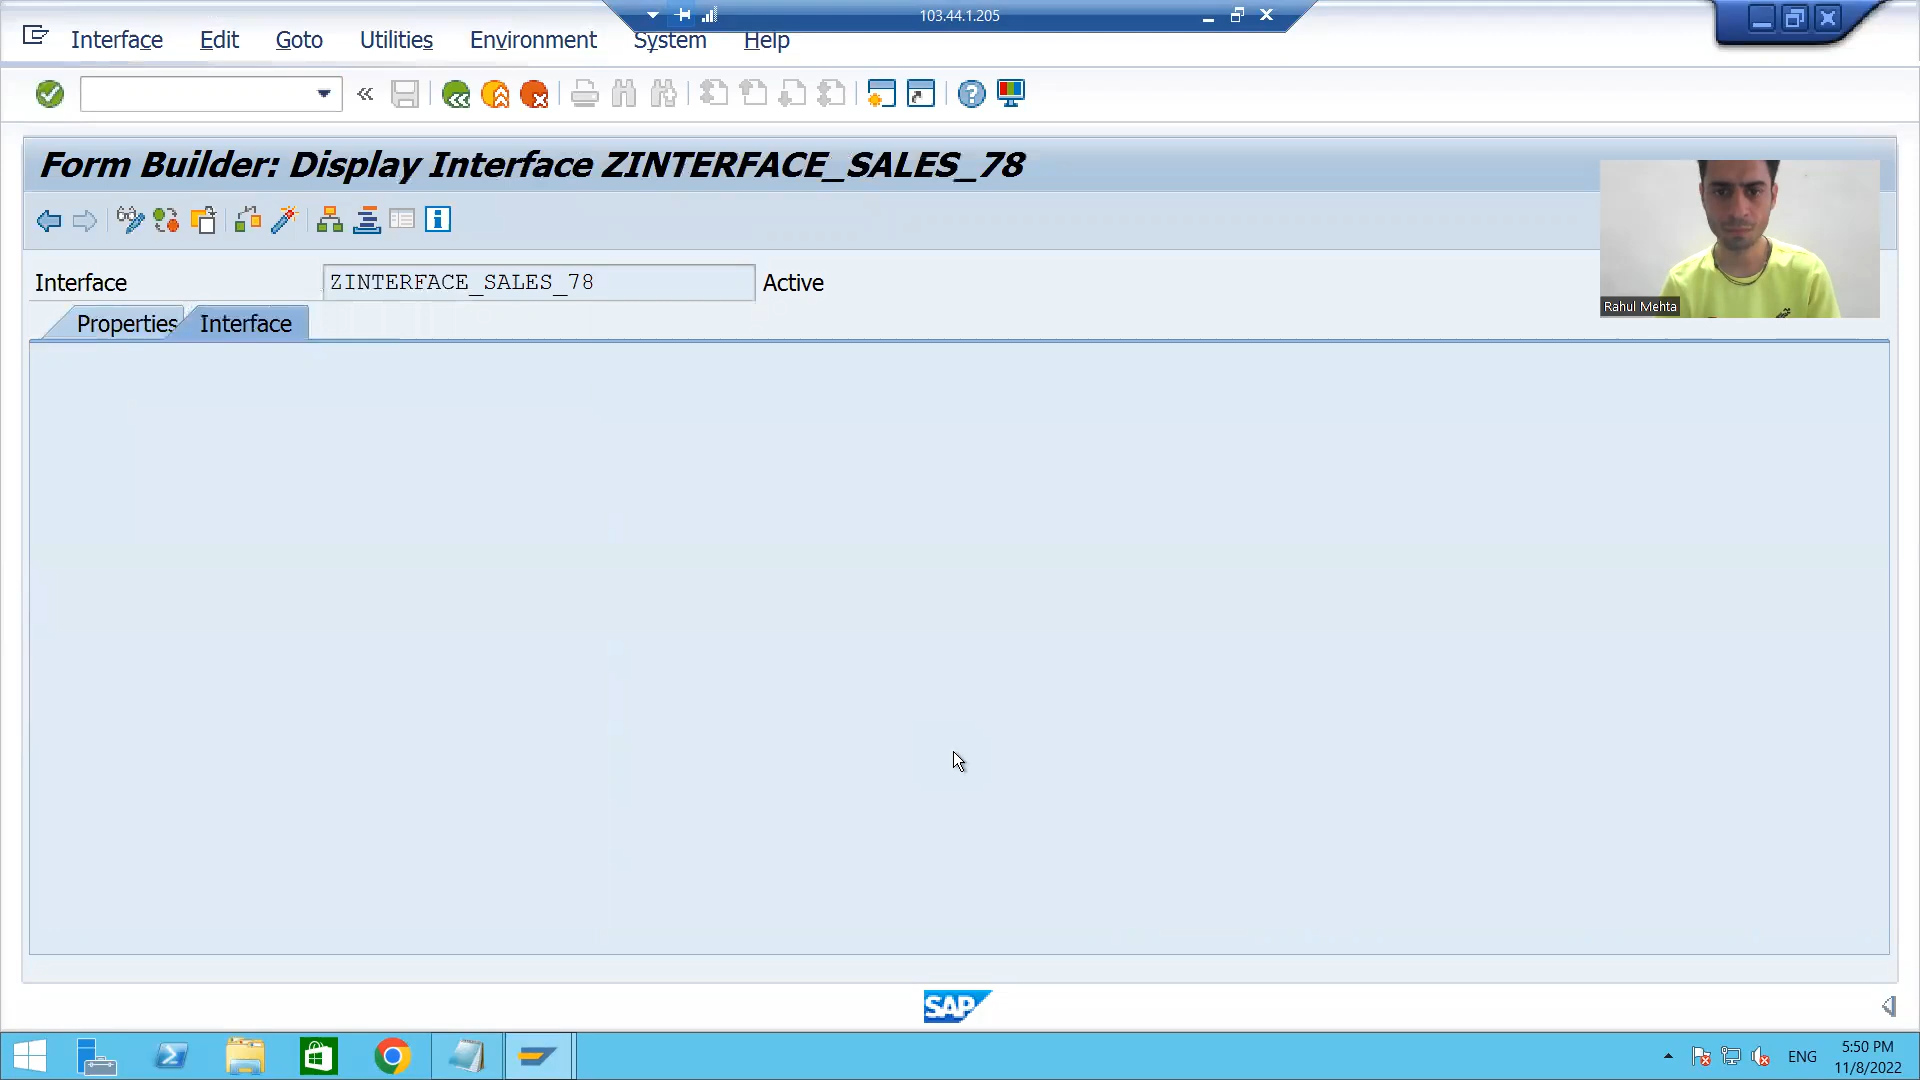 103.44.1.205
Interface Edit Goto Utilities Environment System Help
Form Builder: Display Interface ZINTERFACE_SALES_78
Interface ZINTERFACE_SALES_78 Active
Rahul Mehta
Properties Interface
SAP
ENG
5:50 PM
11/8/2022